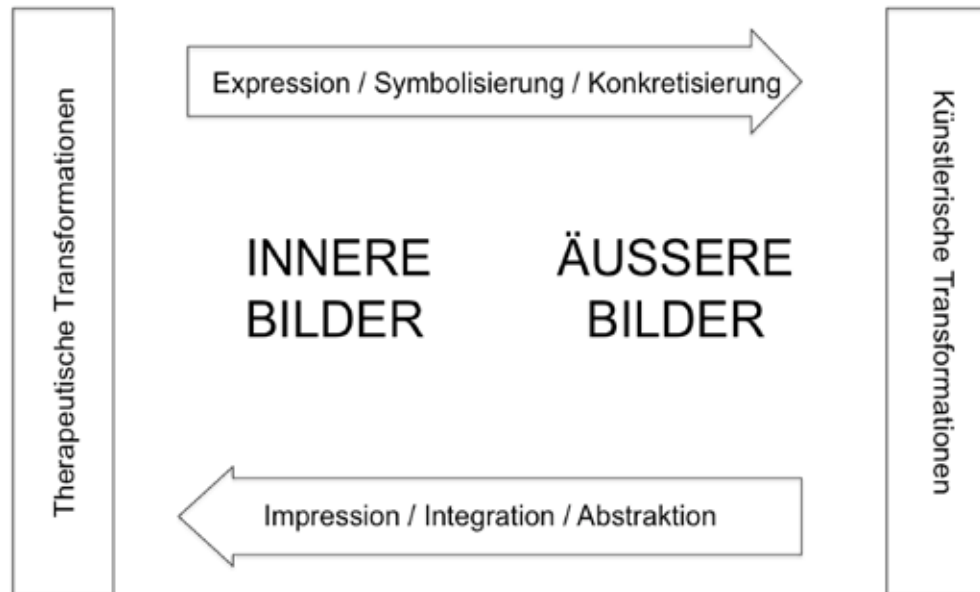 Therapeutische Transformationen
Expression / Symbolisierung / Konkretisierung
INNERE
BILDER
ÄUSSERE
BILDER
Impression / Integration / Abstraktion
Künstlerische Transformationen